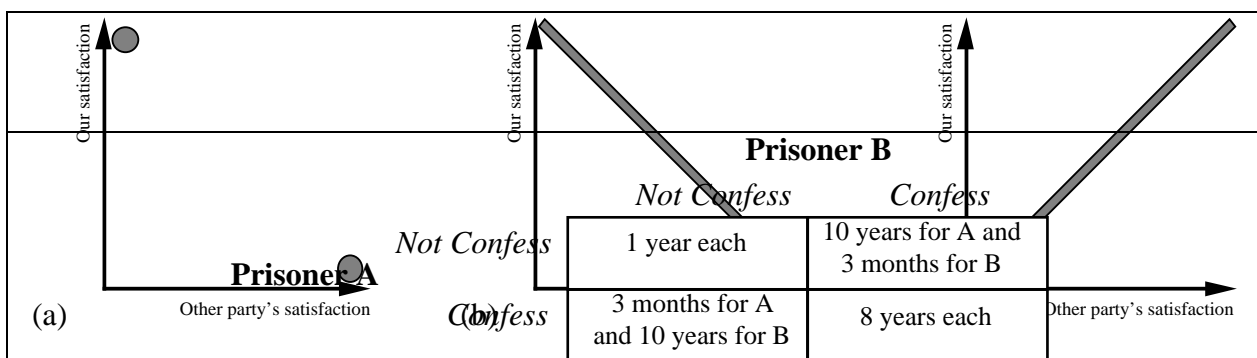 Our satisfaction
Our satisfaction
Our satisfaction
Prisoner B
Not Confess
Confess
Not Confess
1 year each
10 years for A and
3 months for B
Prisoner A
(a)
Other party's satisfaction
Confess
(b)
3 months for A
and 10 years for B
8 years each
Other party's satisfaction